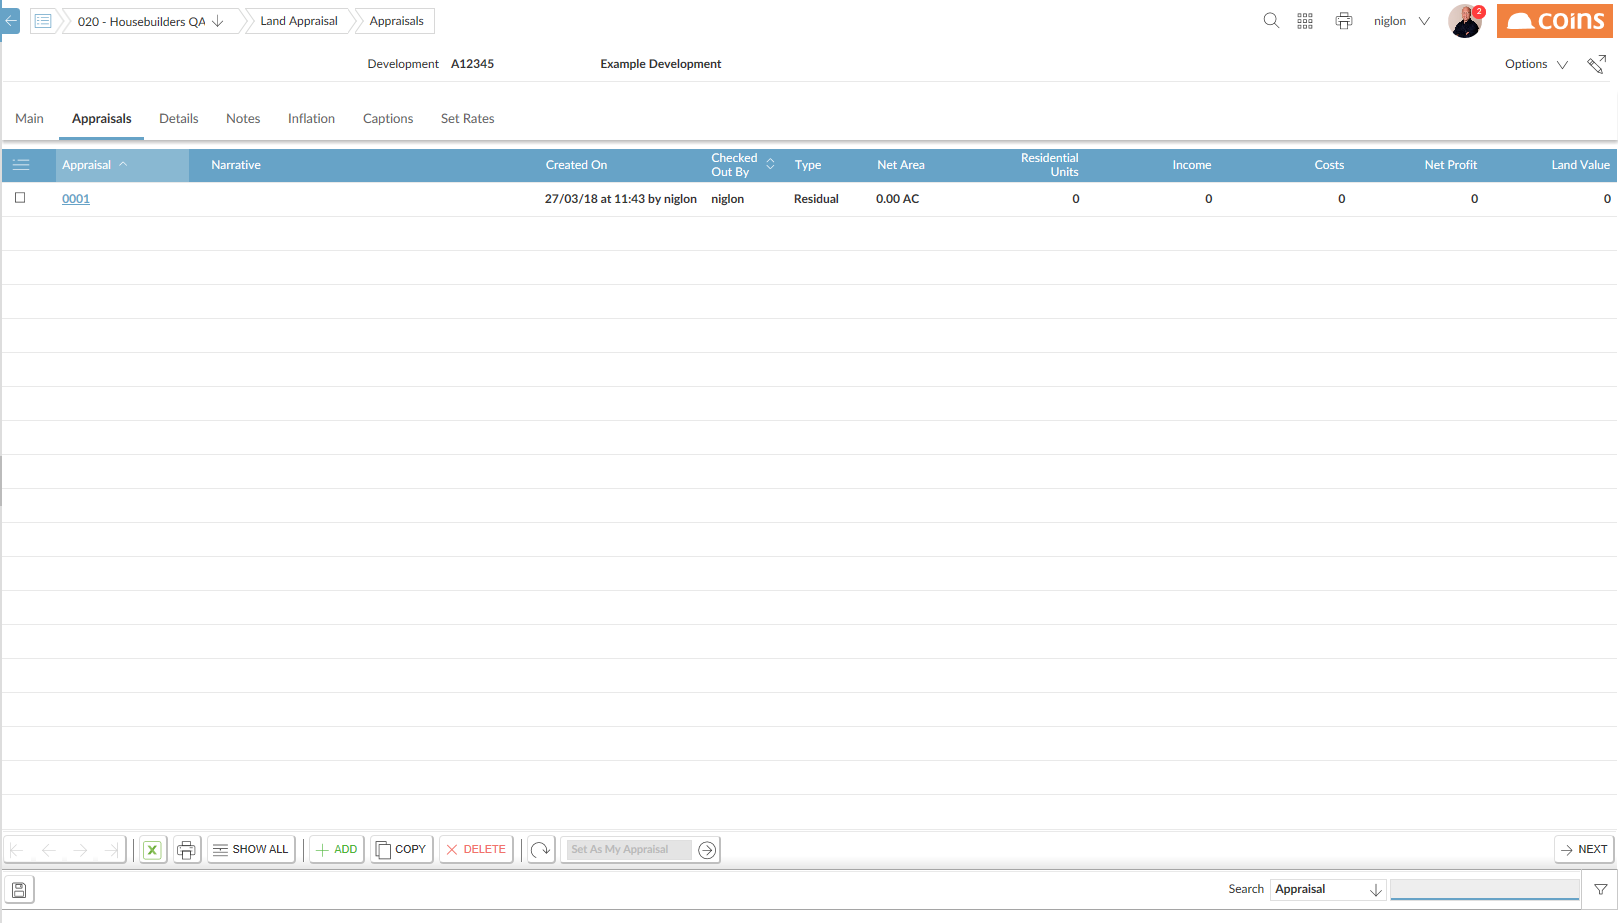 020 - Housebuilders QA
Land Appraisal
Appraisals
niglon
2
coins
Development A12345 Example Development
Options
Main Appraisals Details Notes Inflation Captions Set Rates
Appraisal Narrative Created On Checked Out By Type Net Area Residential Units Income Costs Net Profit Land Value
0001 27/03/18 at 11:43 by niglon niglon Residual 0.00 AC 0 0 0 0 0
SHOW ALL ADD COPY DELETE Set As My Appraisal NEXT
Search Appraisal